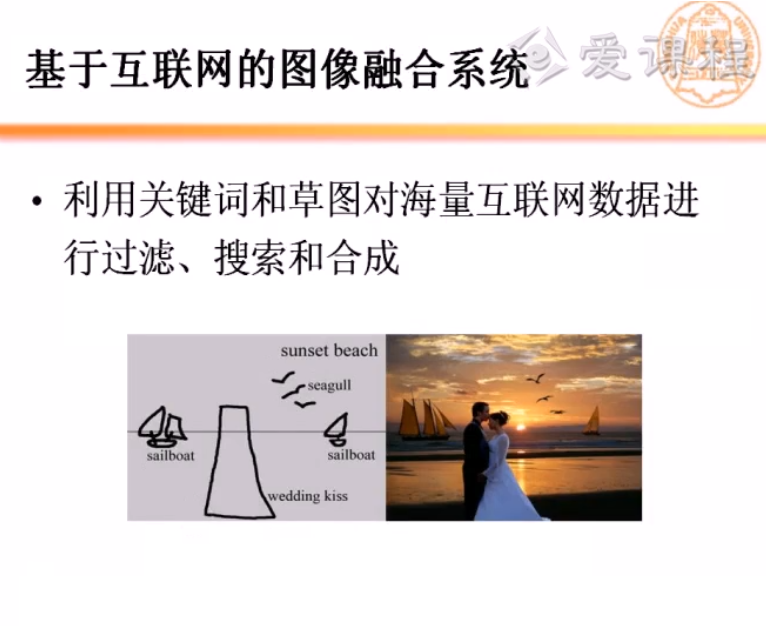 基于互联网的图像融合系统
爱课程
• 利用关键词和草图对海量互联网数据进
行过滤、搜索和合成
sunset beach
seagull
sailboat
sailboat
wedding kiss